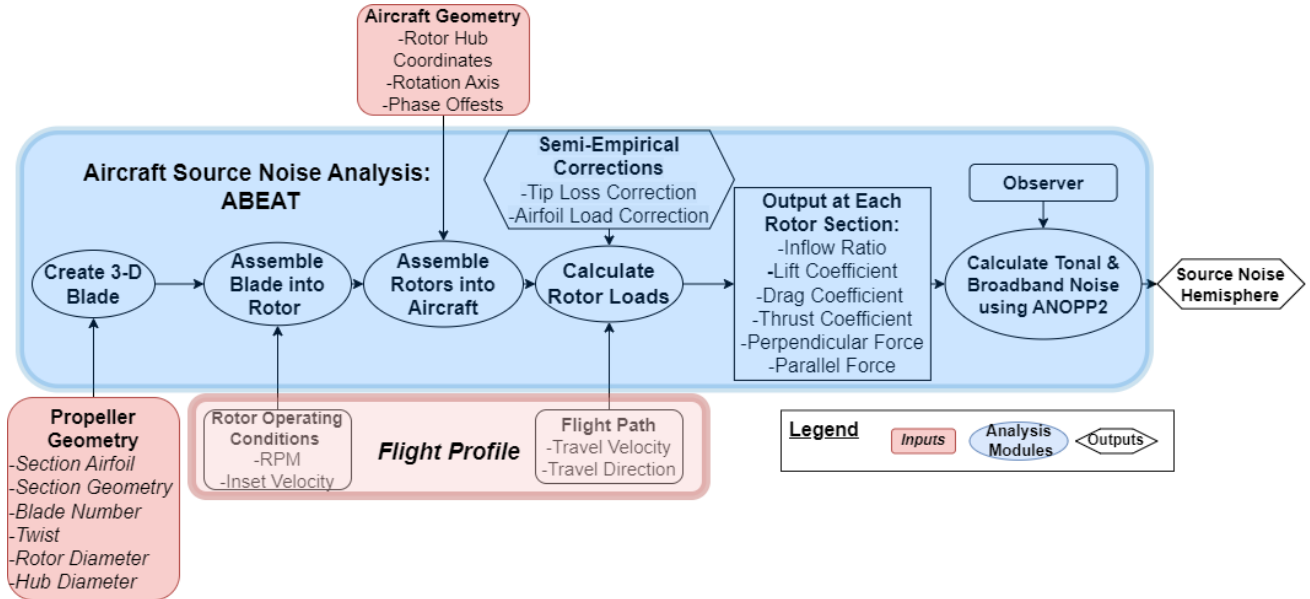 Aircraft Geometry
-Rotor Hub
Coordinates
-Rotation Axis
-Phase Offests
Aircraft Source Noise Analysis:
ABEAT
Semi-Empirical
Corrections
-Tip Loss Correction
-Airfoil Load Correction
Observer
Create 3-D
Blade
Assemble
Blade into
Rotor
Assemble
Rotors into
Aircraft
Calculate
Rotor Loads
Output at Each
Rotor Section:
-Inflow Ratio
-Lift Coefficient
-Drag Coefficient
-Thrust Coefficient
-Perpendicular Force
-Parallel Force
Calculate Tonal &
Broadband Noise
using ANOPP2
Source Noise
Hemisphere
Propeller
Geometry
-Section Airfoil
-Section Geometry
-Blade Number
-Twist
-Rotor Diameter
-Hub Diameter
Rotor Operating
Conditions
-RPM
-Inset Velocity
Flight Profile
Flight Path
-Travel Velocity
-Travel Direction
Legend
Inputs
Analysis
Modules
Outputs